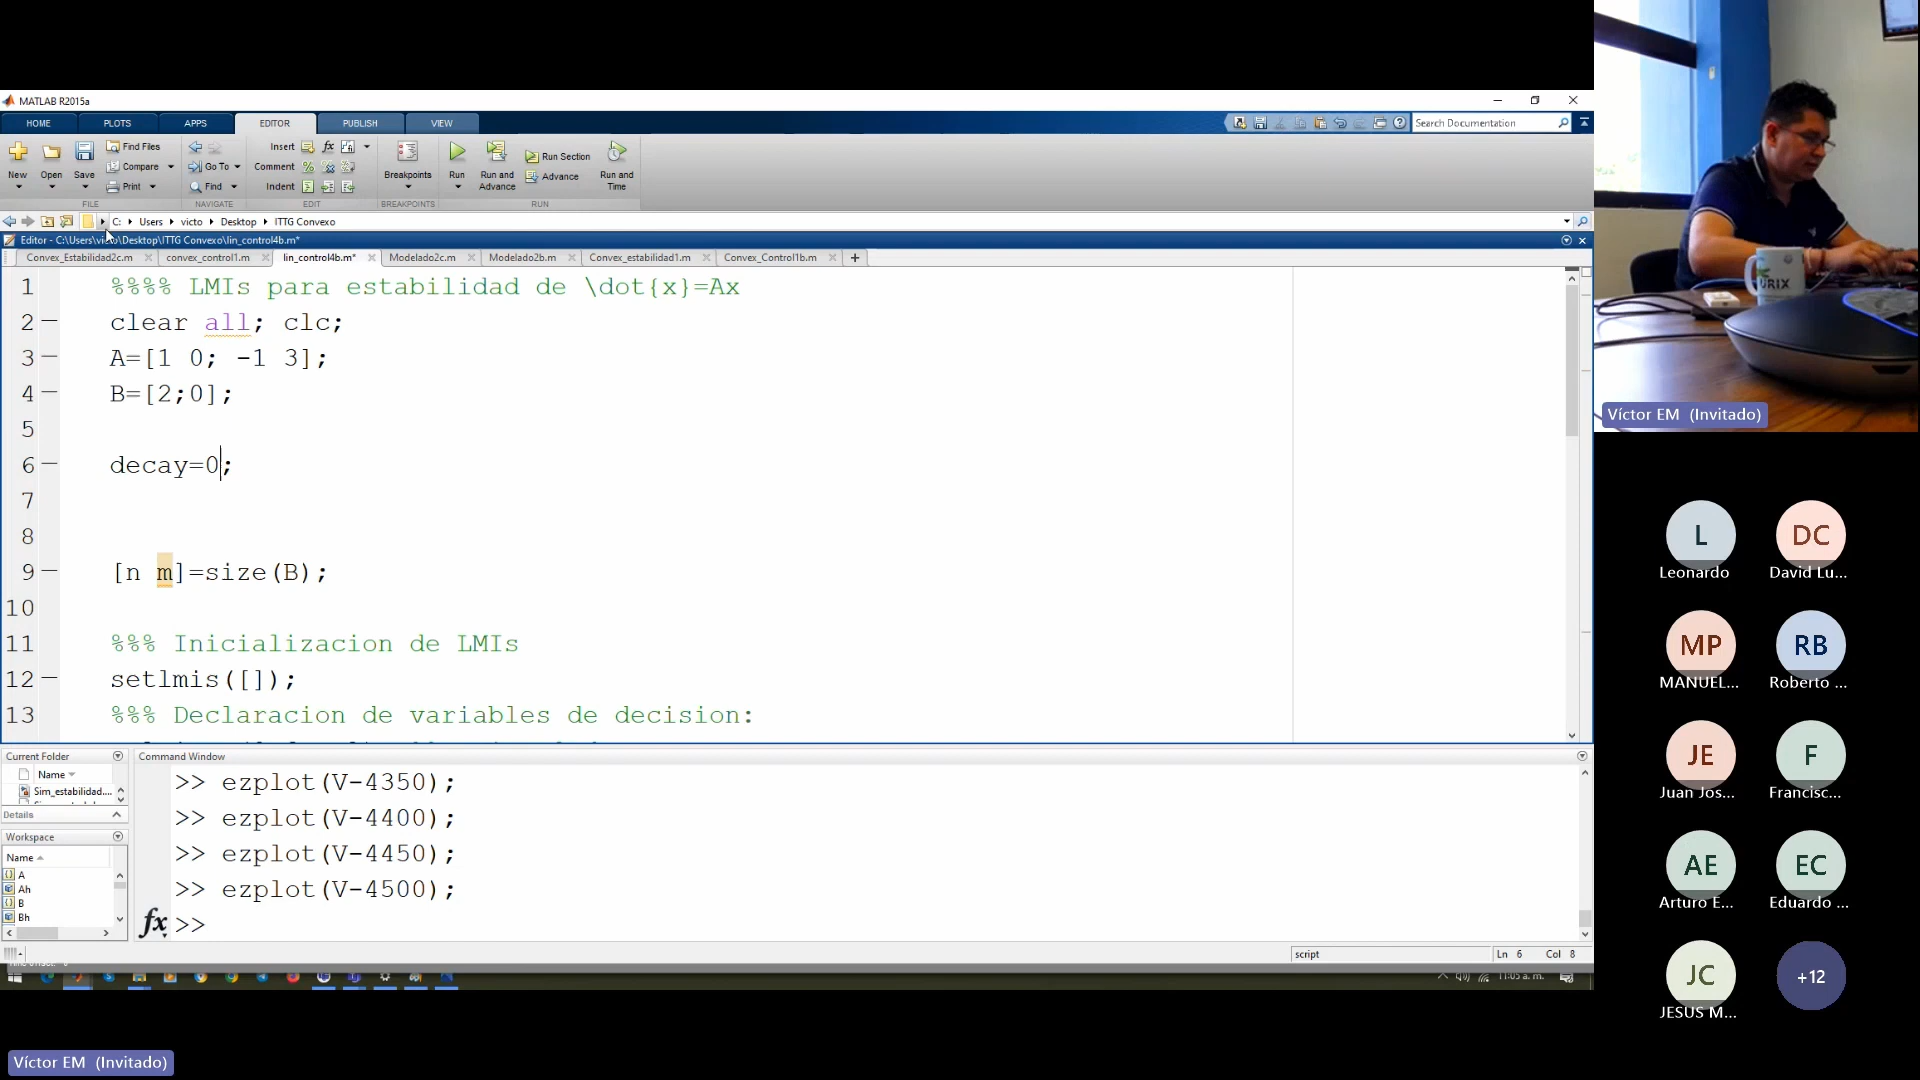 MATLAB R2015a
HOME
PLOTS
APPS
EDITOR
PUBLISH
VIEW
Search Documentation
New
Open
Save
Find Files
Compare
Print
Go To
Find
Insert
Comment
Indent
fx
Breakpoints
Run
Run and Advance
Run Section
Advance
Run and Time
FILE
NAVIGATE
EDIT
BREAKPOINTS
RUN
C:
Users
victo
Desktop
ITTG Convexo
Editor - C:\Users\victo\Desktop\ITTG Convexo\lin_control4b.m*
Convex_Estabilidad2c.m
convex_control1.m
lin_control4b.m*
Modelado2c.m
Modelado2b.m
Convex_estabilidad1.m
Convex_Control1b.m
1 %%%% LMIs para estabilidad de \dot{x}=Ax
2 clear all; clc;
3 A=[1 0; -1 3];
4 B=[2;0];
5
6 decay=0;
7
8
9 [n m]=size(B);
10
11 %%% Inicializacion de LMIs
12 setlmis([]);
13 %%% Declaracion de variables de decision:
Current Folder
Name
Sim_estabilidad....
Details
Workspace
Name
A
Ah
B
Bh
Command Window
>> ezplot(V-4350);
>> ezplot(V-4400);
>> ezplot(V-4450);
>> ezplot(V-4500);
fx >>
script
Ln 6
Col 8
11:05 a. m.
URIX
Víctor EM (Invitado)
L
Leonardo
DC
David Lu...
MP
MANUEL...
RB
Roberto ...
JE
Juan Jos...
F
Francisc...
AE
Arturo E...
EC
Eduardo ...
JC
JESUS M...
+12
Víctor EM (Invitado)